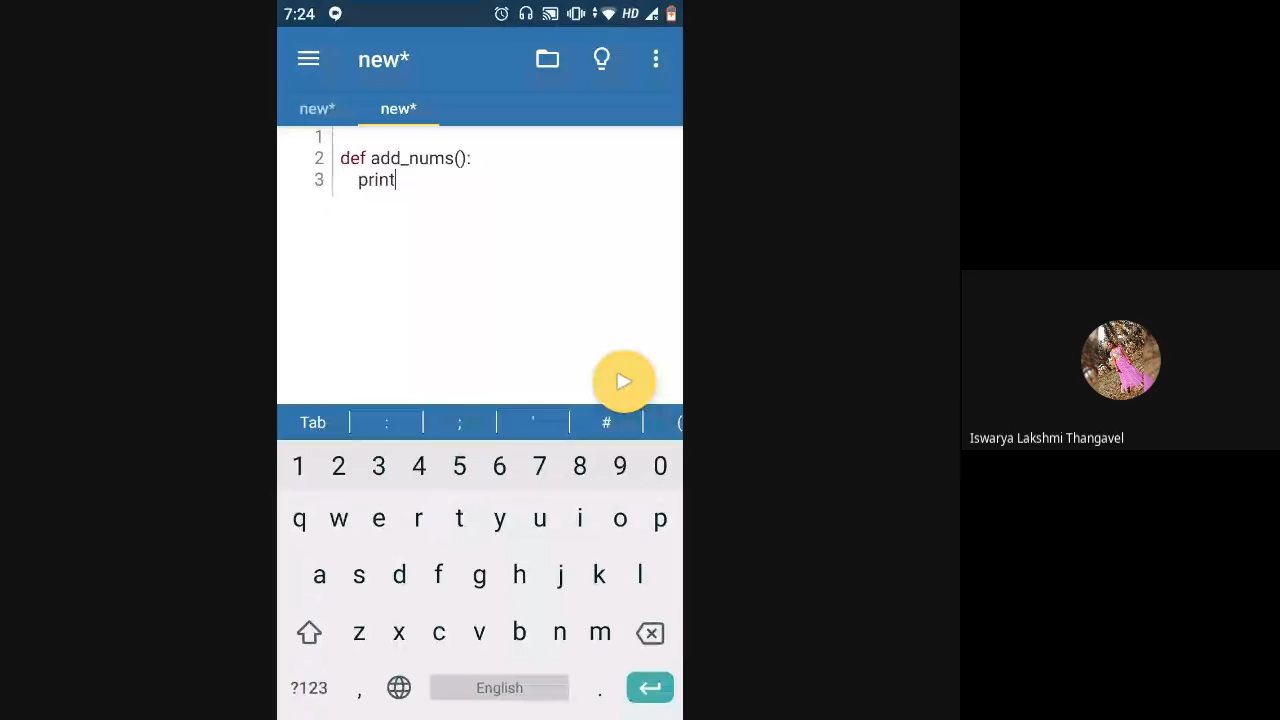 7:24 HD
new*
new* new*
1
2 def add_nums():
3 print
Tab : ; ' # (
1 2 3 4 5 6 7 8 9 0
q w e r t y u i o p
a s d f g h j k l
z x c v b n m
?123 , English .
Iswarya Lakshmi Thangavel